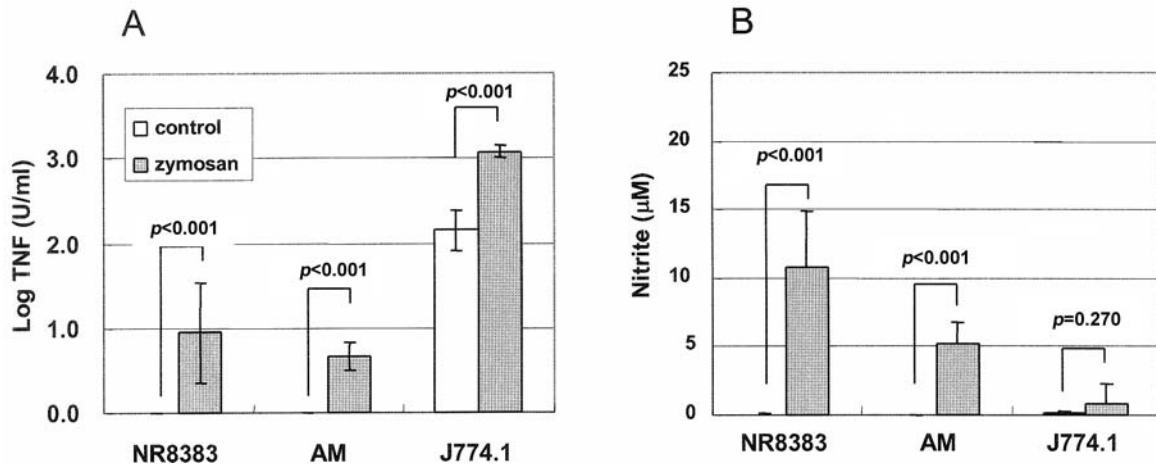 A
Log TNF (U/ml)
4.0
3.0
2.0
1.0
0.0
control
zymosan
p<0.001
p<0.001
p<0.001
NR8383
AM
J774.1
B
Nitrite (μM)
25
20
15
10
5
0
p<0.001
p<0.001
p=0.270
NR8383
AM
J774.1